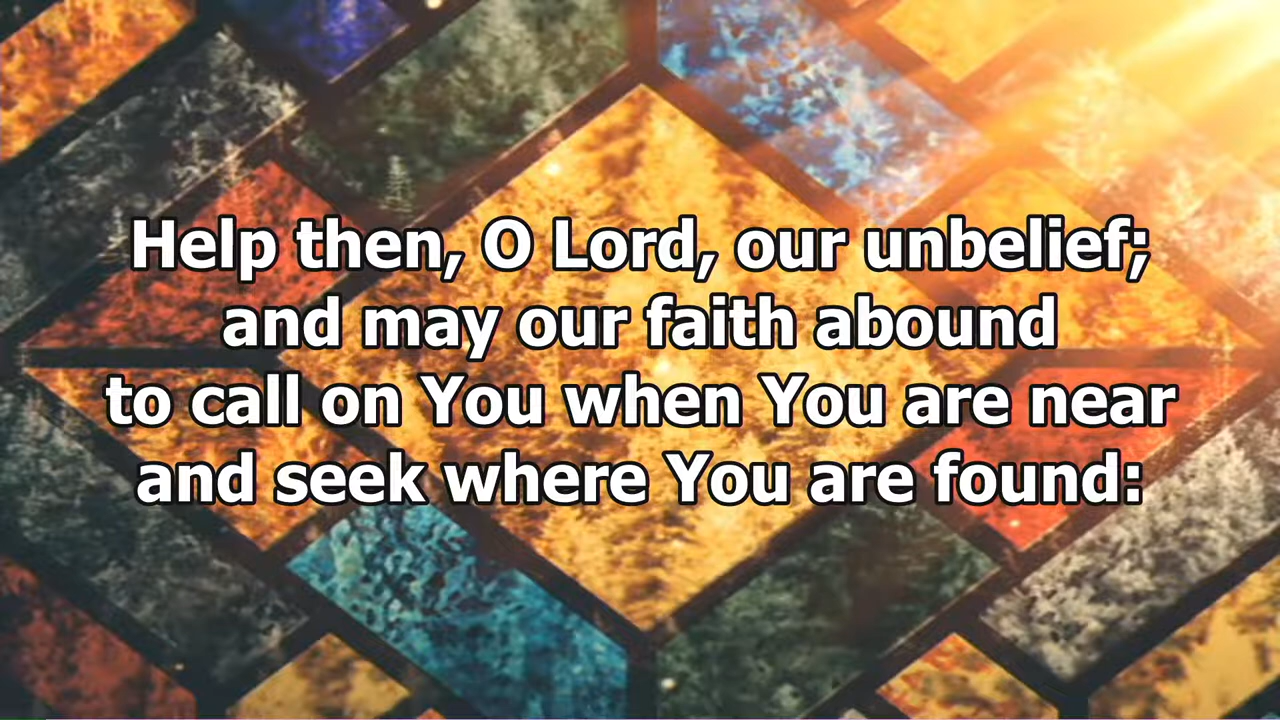 Help then, O Lord, our unbelief;
and may our faith abound
to call on You when You are near
and seek where You are found: